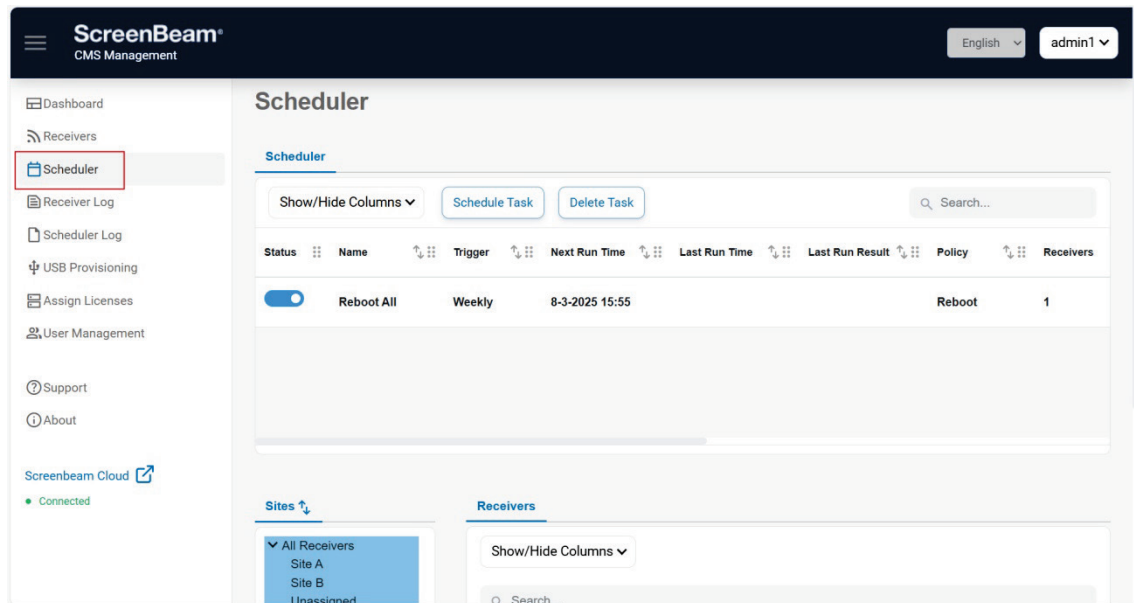 ScreenBeam®
CMS Management
English
admin1
Dashboard
Receivers
Scheduler
Receiver Log
Scheduler Log
USB Provisioning
Assign Licenses
User Management
Support
About
Screenbeam Cloud
Connected
Scheduler
Scheduler
Show/Hide Columns
Schedule Task
Delete Task
Search...
Status Name Trigger Next Run Time Last Run Time Last Run Result Policy Receivers
Reboot All Weekly 8-3-2025 15:55 Reboot 1
Sites
All Receivers
Site A
Site B
Unassigned
Receivers
Show/Hide Columns
Search